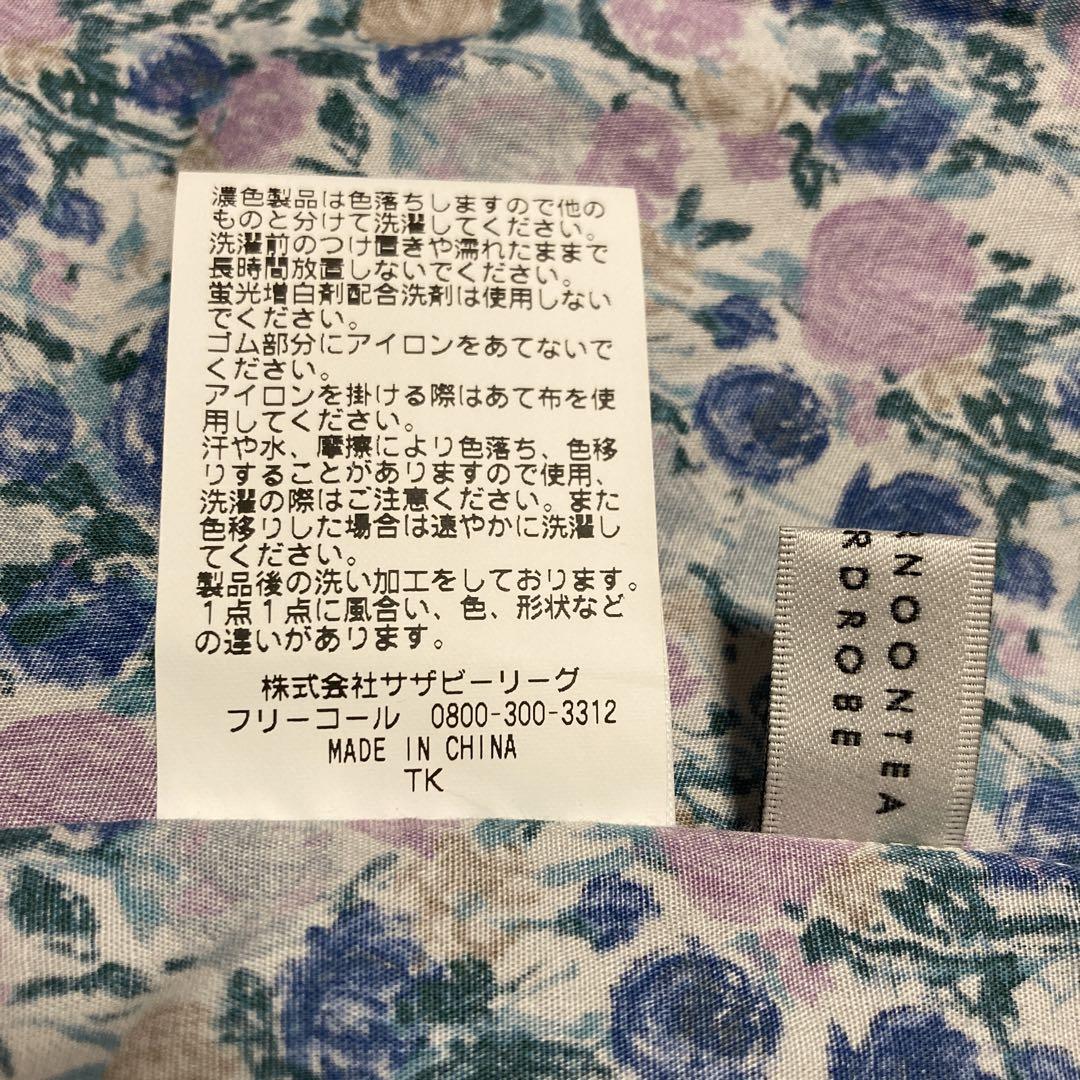 濃色製品は色落ちしますので他の
ものと分けて洗濯してください。
洗濯前のつけ置きや濡れたままで
長時間放置しないでください。
蛍光増白剤配合洗剤は使用しない
でください。
ゴム部分にアイロンをあてないで
ください。
アイロンを掛ける際はあて布を使
用してください。
汗や水、摩擦により色落ち、色移
りすることがありますので使用、
洗濯の際はご注意ください。また
色移りした場合は速やかに洗濯し
てください。
製品後の洗い加工をしております。
1点1点に風合い、色、形状など
の違いがあります。
株式会社サザビーリーグ
フリーコール 0800-300-3312
MADE IN CHINA
TK
RNOONTEA
RDROBE